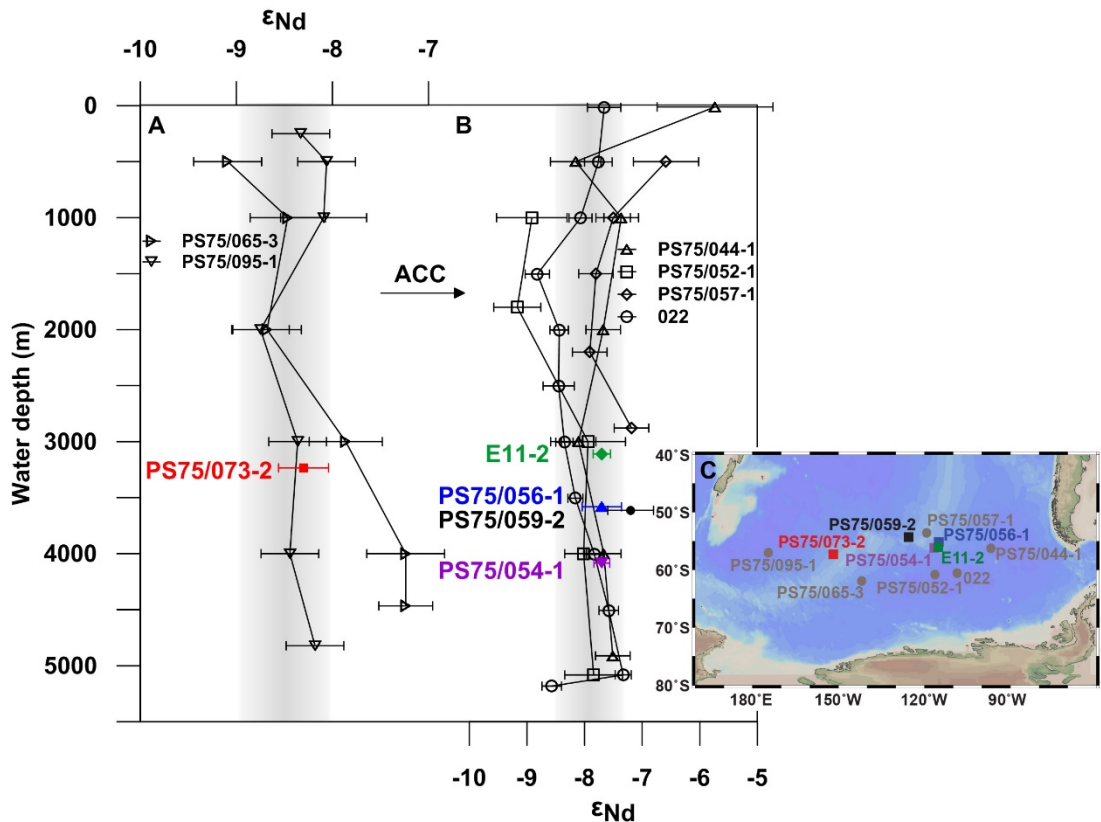 εNd
-10
-9
-8
-7
0
1000
2000
3000
4000
5000
Water depth (m)
A
PS75/065-3
PS75/095-1
ACC
PS75/073-2
B
PS75/044-1
PS75/052-1
PS75/057-1
022
E11-2
PS75/056-1
PS75/059-2
PS75/054-1
-10
-9
-8
-7
-6
-5
εNd
C
40°S
50°S
60°S
70°S
80°S
PS75/057-1
PS75/059-2
PS75/056-1
PS75/073-2
E11-2
PS75/054-1
PS75/044-1
PS75/095-1
022
PS75/052-1
PS75/065-3
180°E
150°W
120°W
90°W